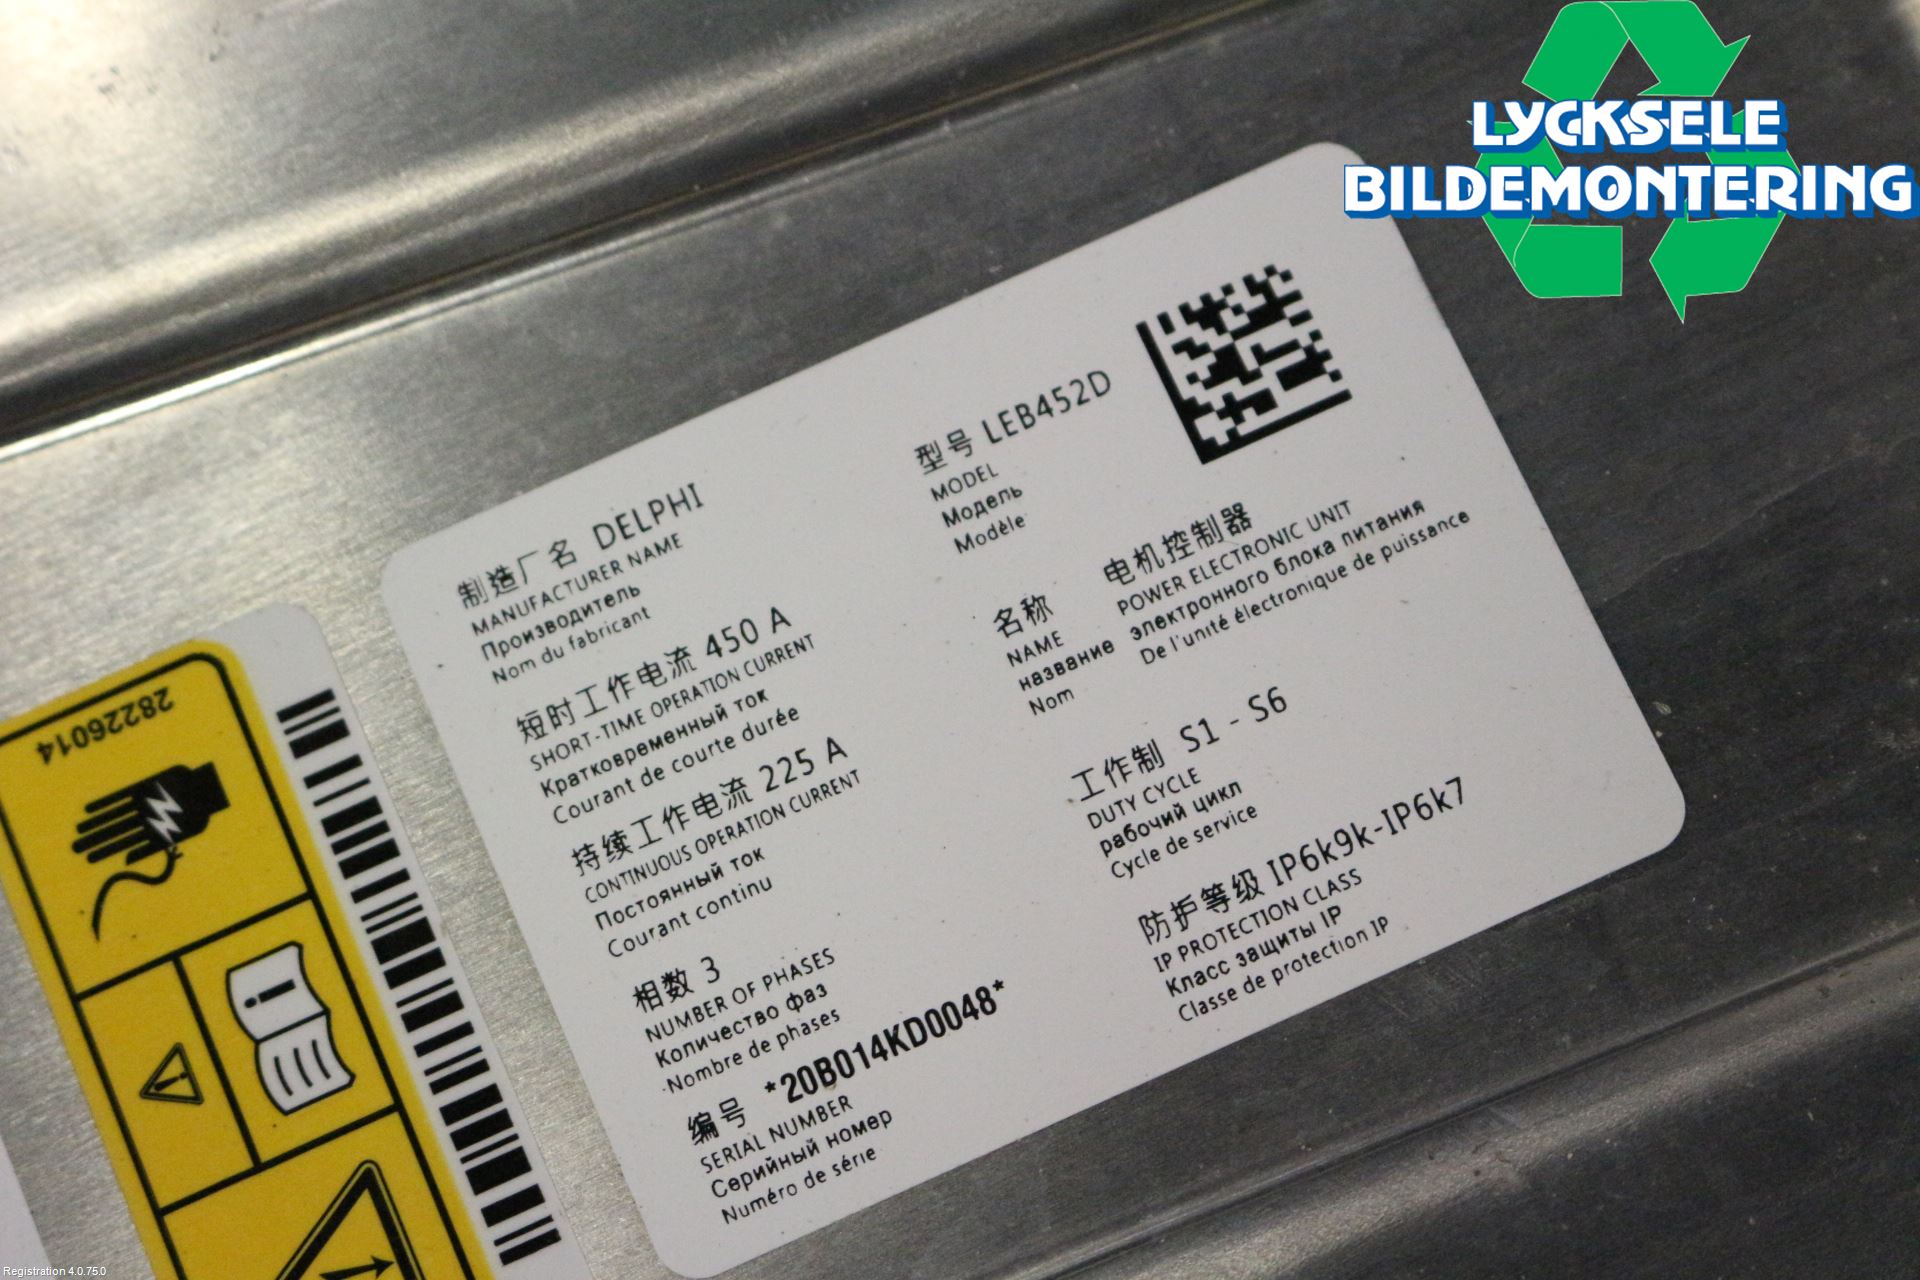 LYCKSELE
BILDEMONTERING
制造厂名 DELPHI
MANUFACTURER NAME
Производитель
Nom du fabricant
型号 LEB452D
MODEL
Модель
Modèle
短时工作电流 450 A
SHORT-TIME OPERATION CURRENT
Кратковременный ток
Courant de courte durée
名称 电机控制器
NAME POWER ELECTRONIC UNIT
название электронного блока питания
Nom De l'unité électronique de puissance
持续工作电流 225 A
CONTINUOUS OPERATION CURRENT
Постоянный ток
Courant continu
工作制 S1 - S6
DUTY CYCLE
рабочий цикл
Cycle de service
相数 3
NUMBER OF PHASES
Количество фаз
Nombre de phases
防护等级 IP6k9k-IP6k7
IP PROTECTION CLASS
Класс защиты IP
Classe de protection IP
编号 *20B014KD0048*
SERIAL NUMBER
Серийный номер
Numéro de série
28226014
Registration 4.0.75.0